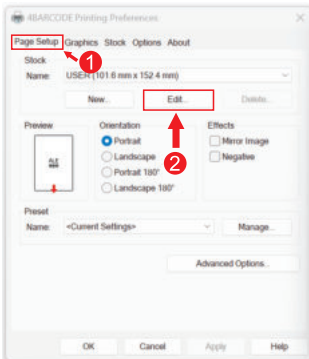 4BARCODE Printing Preferences
Page Setup Graphics Stock Options About
1
Stock
Name: USER (101.6 mm x 152.4 mm)
New... Edit... Delete...
Preview Orientation Effects
Portrait Mirror Image
Landscape Negative
2
Portrait 180°
Landscape 180°
Preset
Name: <Current Settings> Manage...
Advanced Options...
OK Cancel Apply Help